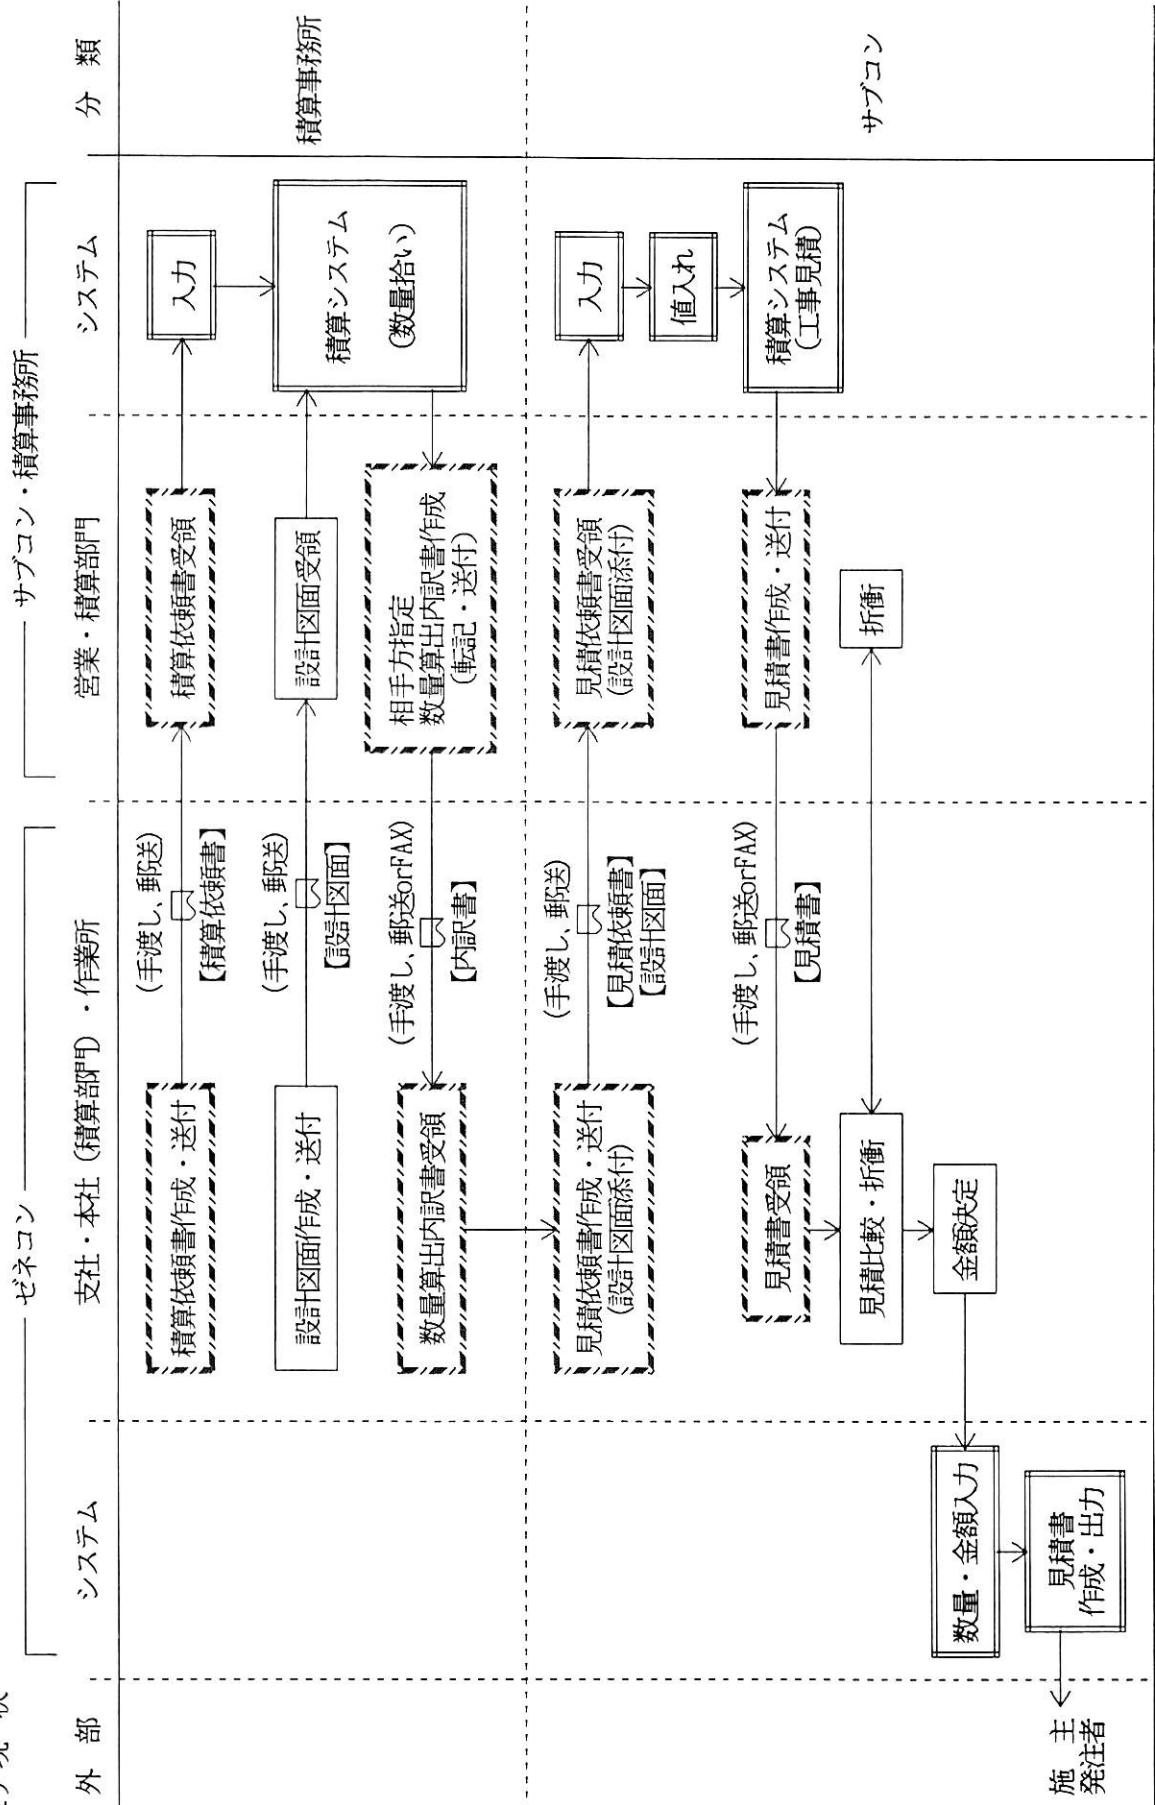 ゼネコン
サブコン・積算事務所
外 部
システム
支社・本社（積算部門）・作業所
営業・積算部門
システム
分 類
積算依頼書作成・送付
(手渡し、郵送)
【積算依頼書】
積算依頼書受領
入力
積算事務所
設計図面作成・送付
(手渡し、郵送)
【設計図面】
設計図面受領
積算システム
(数量拾い)
数量算出内訳書受領
(手渡し、郵送orFAX)
【内訳書】
相手方指定
数量算出内訳書作成
(転記・送付)
見積依頼書作成・送付
(設計図面添付)
(手渡し、郵送)
【見積依頼書】
【設計図面】
見積依頼書受領
(設計図面添付)
入力
値入れ
サブコン
見積書受領
(手渡し、郵送orFAX)
【見積書】
見積書作成・送付
積算システム
(工事見積)
見積比較・折衝
折衝
金額決定
数量・金額入力
見積書
作成・出力
施 主
発注者